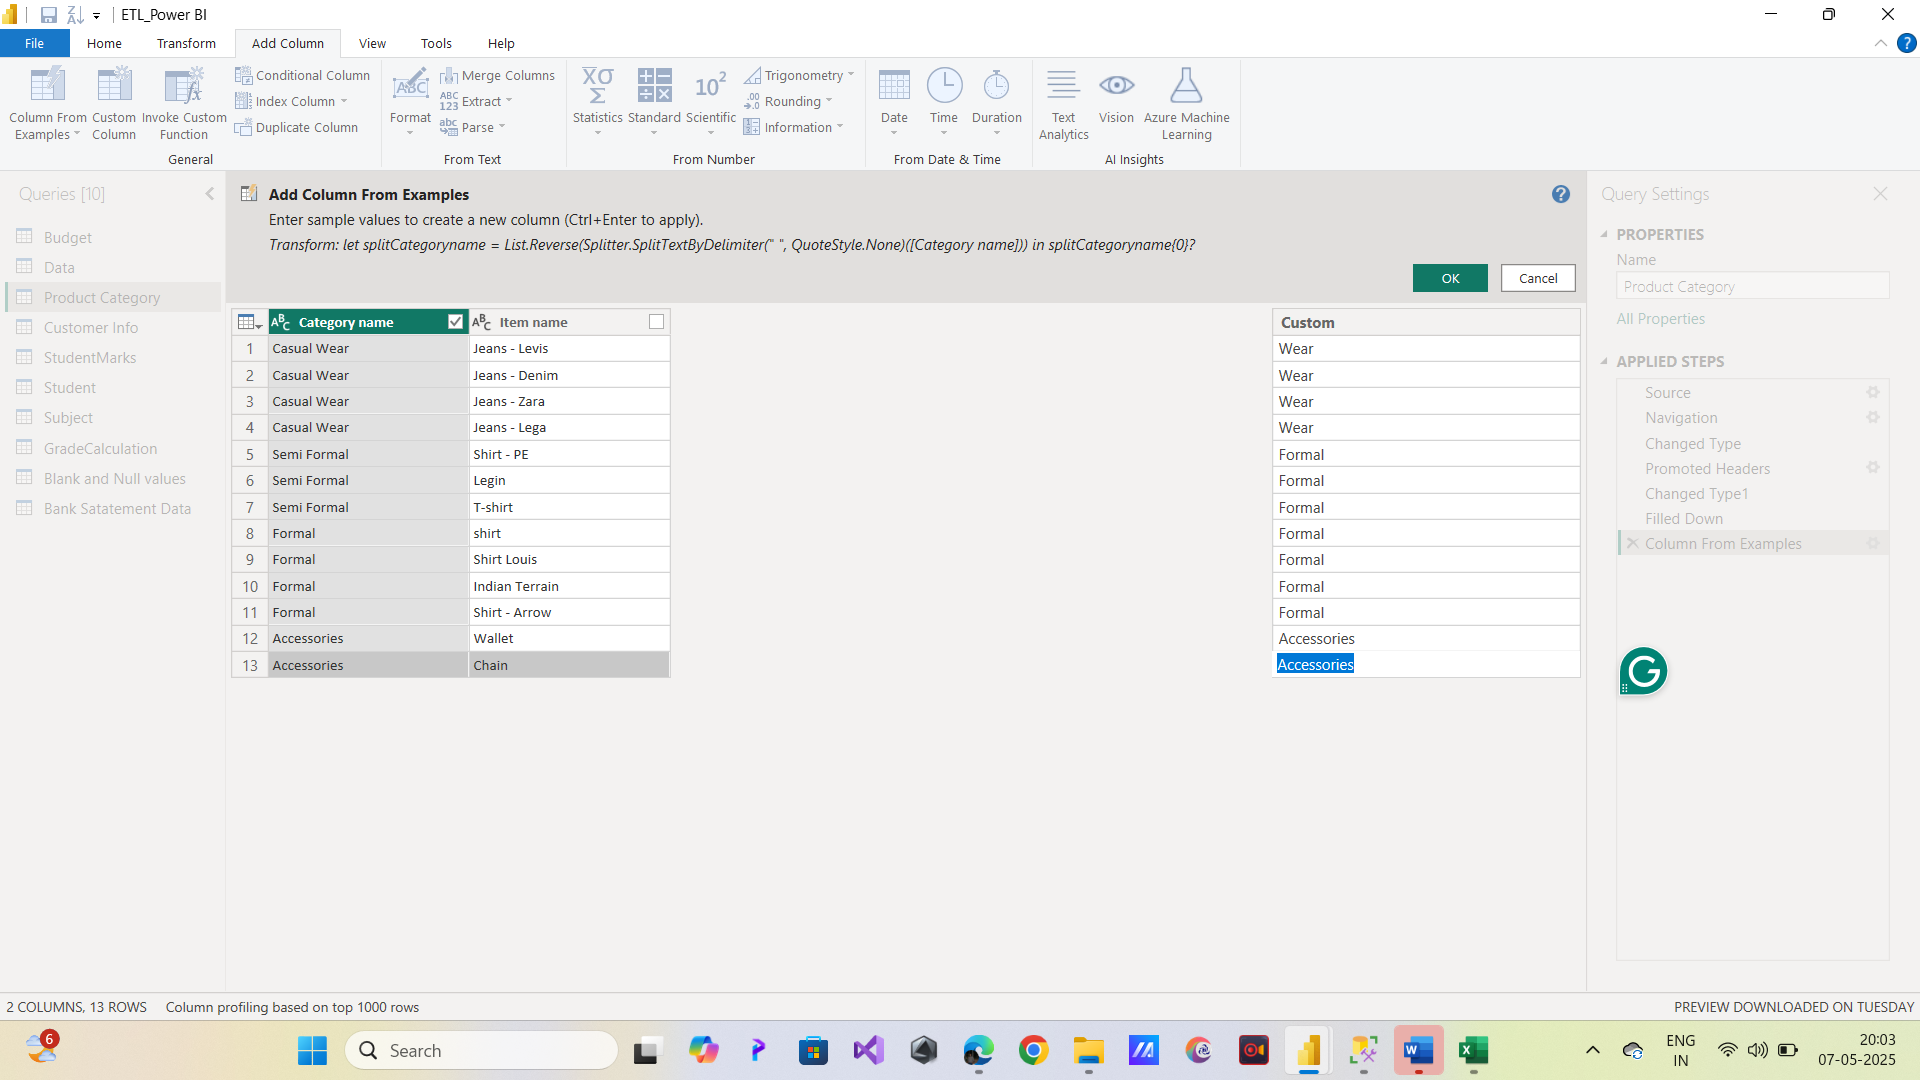 ETL_Power BI
File Home Transform Add Column View Tools Help
Column From Examples
Custom Column
Invoke Custom Function
Conditional Column
Index Column
Duplicate Column
General
Format
Merge Columns
Extract
Parse
From Text
Statistics
Standard
Scientific
Trigonometry
Rounding
Information
From Number
Date
Time
Duration
From Date & Time
Text Analytics
Vision
Azure Machine Learning
AI Insights
Queries [10]
Budget
Data
Product Category
Customer Info
StudentMarks
Student
Subject
GradeCalculation
Blank and Null values
Bank Satatement Data
Add Column From Examples
Enter sample values to create a new column (Ctrl+Enter to apply).
Transform: let splitCategoryname = List.Reverse(Splitter.SplitTextByDelimiter(" ", QuoteStyle.None)([Category name])) in splitCategoryname{0}?
OK Cancel
Category name Item name Custom
1 Casual Wear Jeans - Levis Wear
2 Casual Wear Jeans - Denim Wear
3 Casual Wear Jeans - Zara Wear
4 Casual Wear Jeans - Lega Wear
5 Semi Formal Shirt - PE Formal
6 Semi Formal Legin Formal
7 Semi Formal T-shirt Formal
8 Formal shirt Formal
9 Formal Shirt Louis Formal
10 Formal Indian Terrain Formal
11 Formal Shirt - Arrow Formal
12 Accessories Wallet Accessories
13 Accessories Chain Accessories
Query Settings
PROPERTIES
Name
Product Category
All Properties
APPLIED STEPS
Source
Navigation
Changed Type
Promoted Headers
Changed Type1
Filled Down
Column From Examples
2 COLUMNS, 13 ROWS Column profiling based on top 1000 rows
PREVIEW DOWNLOADED ON TUESDAY
6
Search
ENG
IN
20:03
07-05-2025